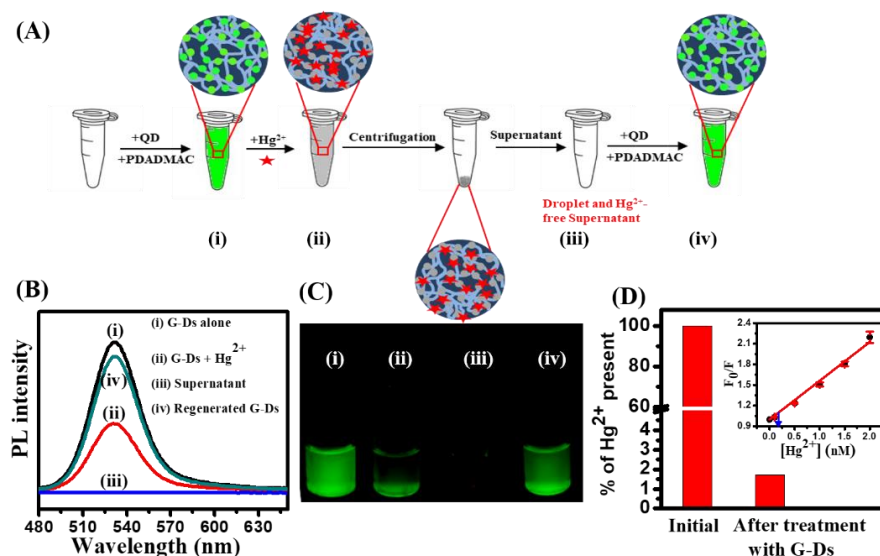 (A)
+QD
+PDADMAC
+Hg²⁺
Centrifugation
Supernatant
+QD
+PDADMAC
Droplet and Hg²⁺-
free Supernatant
(i)
(ii)
(iii)
(iv)
(B)
PL intensity
(i)
(iv)
(ii)
(iii)
(i) G-Ds alone
(ii) G-Ds + Hg²⁺
(iii) Supernatant
(iv) Regenerated G-Ds
480 510 540 570 600 630
Wavelength (nm)
(C)
(i) (ii) (iii) (iv)
(D)
% of Hg²⁺ present
100
80
60
5
4
3
2
1
0
Initial
After treatment
with G-Ds
F₀/F
2.4
2.1
1.8
1.5
1.2
0.9
0.0 0.5 1.0 1.5 2.0
[Hg²⁺] (nM)